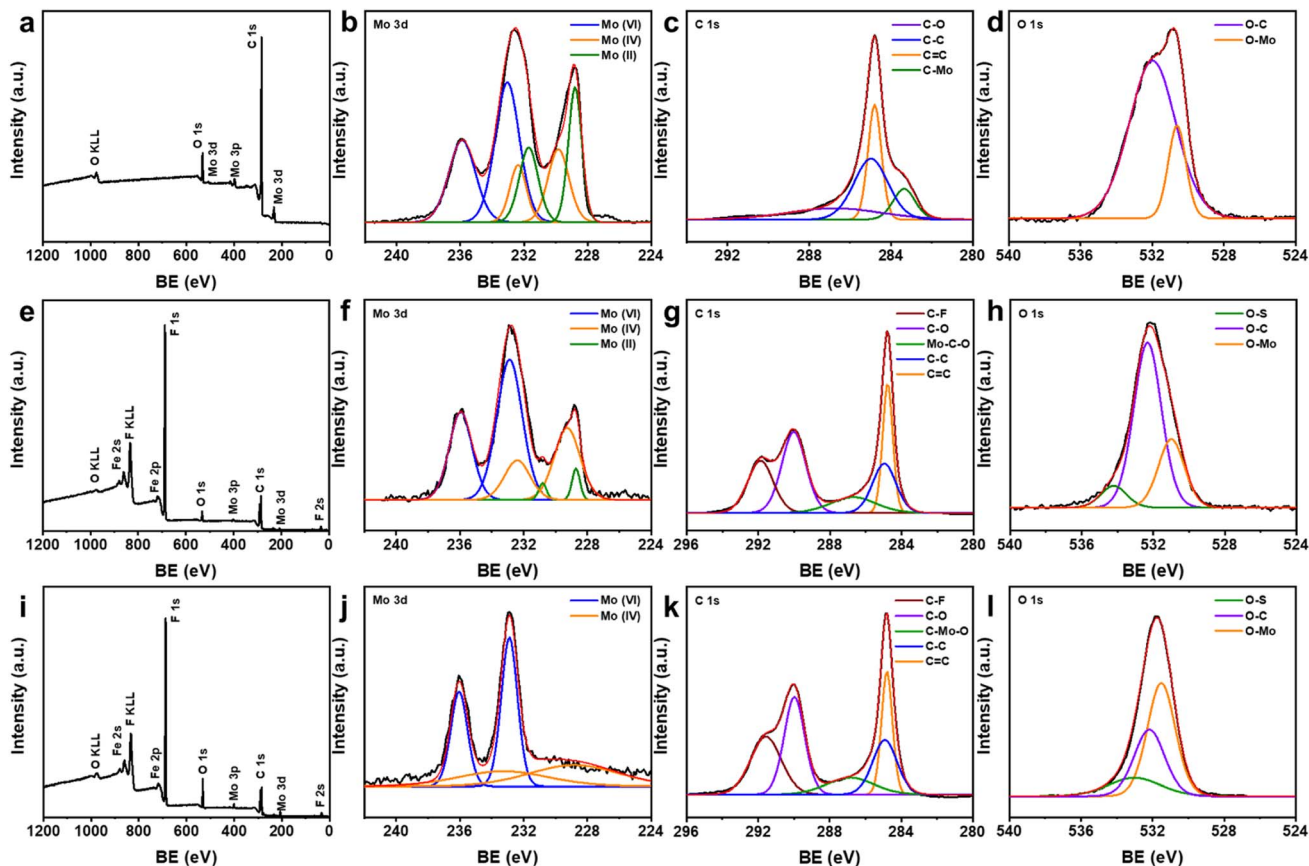 a
Intensity (a.u.)
O KLL
O 1s
Mo 3d
Mo 3p
C 1s
Mo 3d
1200 1000 800 600 400 200 0
BE (eV)
b
Intensity (a.u.)
Mo 3d
Mo (VI)
Mo (IV)
Mo (II)
240 236 232 228 224
BE (eV)
c
Intensity (a.u.)
C 1s
C-O
C-C
C=C
C-Mo
292 288 284 280
BE (eV)
d
Intensity (a.u.)
O 1s
O-C
O-Mo
540 536 532 528 524
BE (eV)
e
Intensity (a.u.)
O KLL
Fe 2s
F KLL
Fe 2p
F 1s
O 1s
Mo 3p
C 1s
Mo 3d
F 2s
1200 1000 800 600 400 200 0
BE (eV)
f
Intensity (a.u.)
Mo 3d
Mo (VI)
Mo (IV)
Mo (II)
240 236 232 228 224
BE (eV)
g
Intensity (a.u.)
C 1s
C-F
C-O
Mo-C-O
C-C
C=C
296 292 288 284 280
BE (eV)
h
Intensity (a.u.)
O 1s
O-S
O-C
O-Mo
540 536 532 528 524
BE (eV)
i
Intensity (a.u.)
O KLL
Fe 2s
F KLL
Fe 2p
F 1s
O 1s
Mo 3p
C 1s
Mo 3d
F 2s
1200 1000 800 600 400 200 0
BE (eV)
j
Intensity (a.u.)
Mo 3d
Mo (VI)
Mo (IV)
240 236 232 228 224
BE (eV)
k
Intensity (a.u.)
C 1s
C-F
C-O
C-Mo-O
C-C
C=C
296 292 288 284 280
BE (eV)
l
Intensity (a.u.)
O 1s
O-S
O-C
O-Mo
540 536 532 528 524
BE (eV)